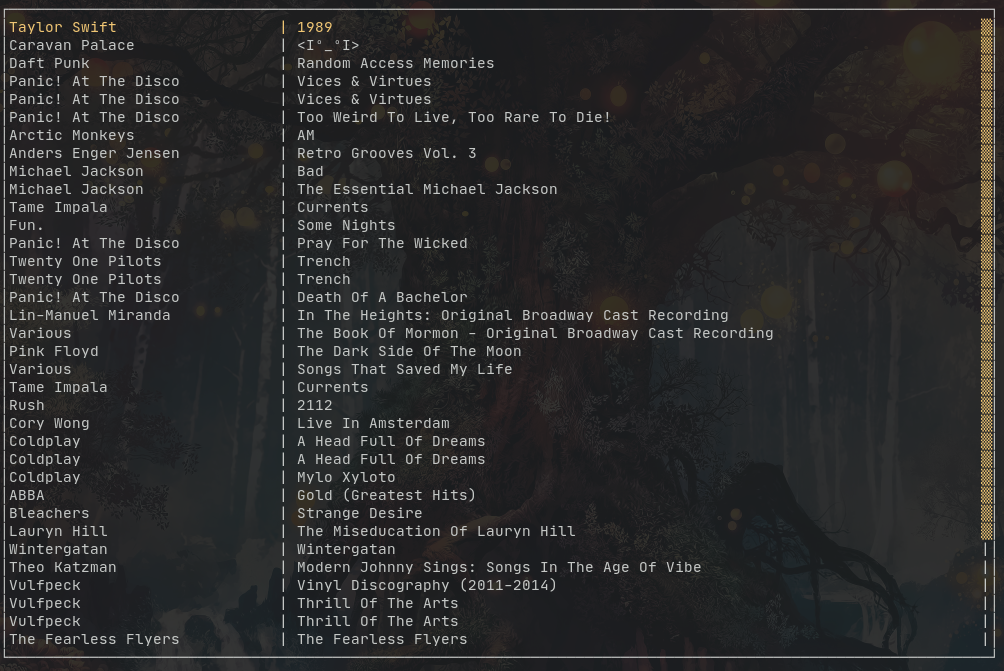 Taylor Swift | 1989
Caravan Palace | <I°_°I>
Daft Punk | Random Access Memories
Panic! At The Disco | Vices & Virtues
Panic! At The Disco | Vices & Virtues
Panic! At The Disco | Too Weird To Live, Too Rare To Die!
Arctic Monkeys | AM
Anders Enger Jensen | Retro Grooves Vol. 3
Michael Jackson | Bad
Michael Jackson | The Essential Michael Jackson
Tame Impala | Currents
Fun. | Some Nights
Panic! At The Disco | Pray For The Wicked
Twenty One Pilots | Trench
Twenty One Pilots | Trench
Panic! At The Disco | Death Of A Bachelor
Lin-Manuel Miranda | In The Heights: Original Broadway Cast Recording
Various | The Book Of Mormon - Original Broadway Cast Recording
Pink Floyd | The Dark Side Of The Moon
Various | Songs That Saved My Life
Tame Impala | Currents
Rush | 2112
Cory Wong | Live In Amsterdam
Coldplay | A Head Full Of Dreams
Coldplay | A Head Full Of Dreams
Coldplay | Mylo Xyloto
ABBA | Gold (Greatest Hits)
Bleachers | Strange Desire
Lauryn Hill | The Miseducation Of Lauryn Hill
Wintergatan | Wintergatan
Theo Katzman | Modern Johnny Sings: Songs In The Age Of Vibe
Vulfpeck | Vinyl Discography (2011-2014)
Vulfpeck | Thrill Of The Arts
Vulfpeck | Thrill Of The Arts
The Fearless Flyers | The Fearless Flyers